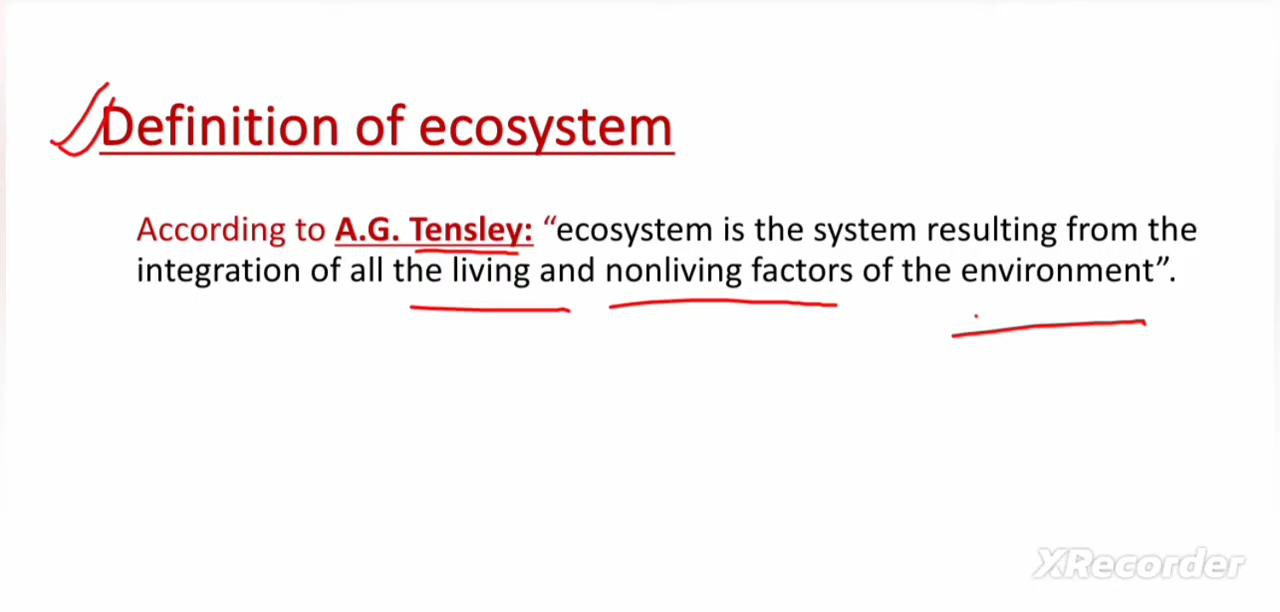 Definition of ecosystem
According to A.G. Tensley: “ecosystem is the system resulting from the
integration of all the living and nonliving factors of the environment”.
XRecorder